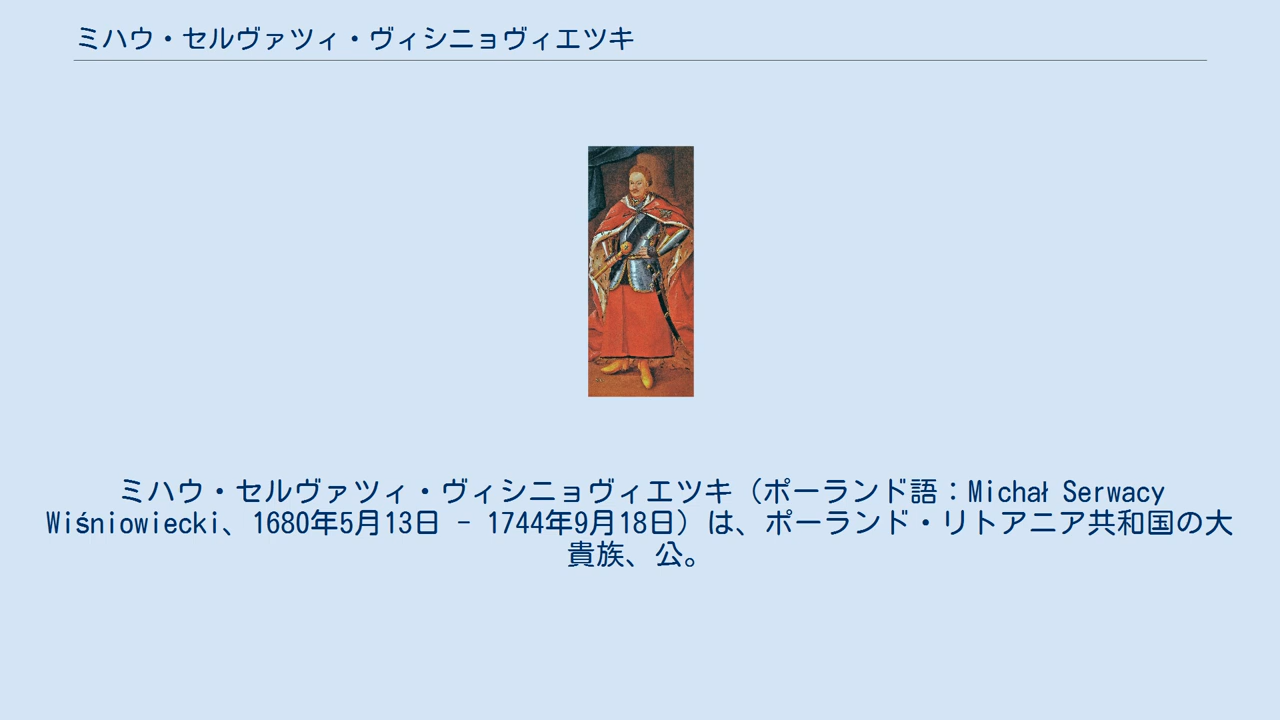 ミハウ・セルヴァツィ・ヴィシニョヴィエツキ
ミハウ・セルヴァツィ・ヴィシニョヴィエツキ（ポーランド語：Michał Serwacy
Wiśniowiecki、1680年5月13日 - 1744年9月18日）は、ポーランド・リトアニア共和国の大
貴族、公。